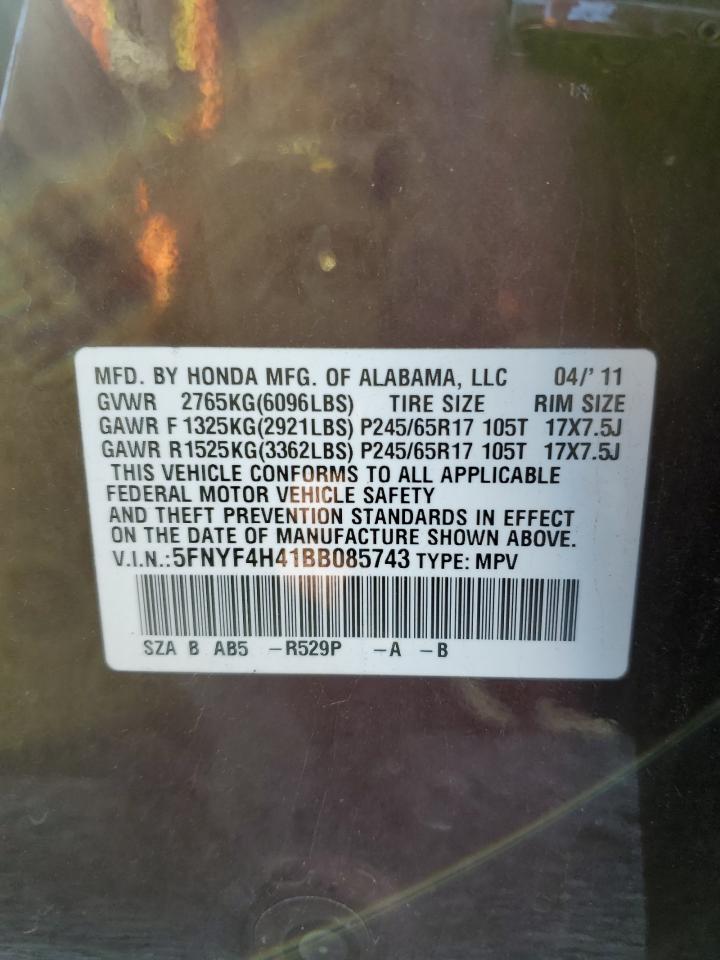 MFD. BY HONDA MFG. OF ALABAMA, LLC 04/' 11
GVWR 2765KG(6096LBS) TIRE SIZE RIM SIZE
GAWR F 1325KG(2921LBS) P245/65R17 105T 17X7.5J
GAWR R1525KG(3362LBS) P245/65R17 105T 17X7.5J
THIS VEHICLE CONFORMS TO ALL APPLICABLE
FEDERAL MOTOR VEHICLE SAFETY
AND THEFT PREVENTION STANDARDS IN EFFECT
ON THE DATE OF MANUFACTURE SHOWN ABOVE.
V.I.N.:5FNYF4H41BB085743 TYPE: MPV
SZA B AB5 -R529P -A -B